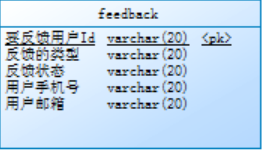 feedback
要反馈用户Id varchar(20) <pk>
反馈的类型 varchar(20)
反馈状态 varchar(20)
用户手机号 varchar(20)
用户邮箱 varchar(20)